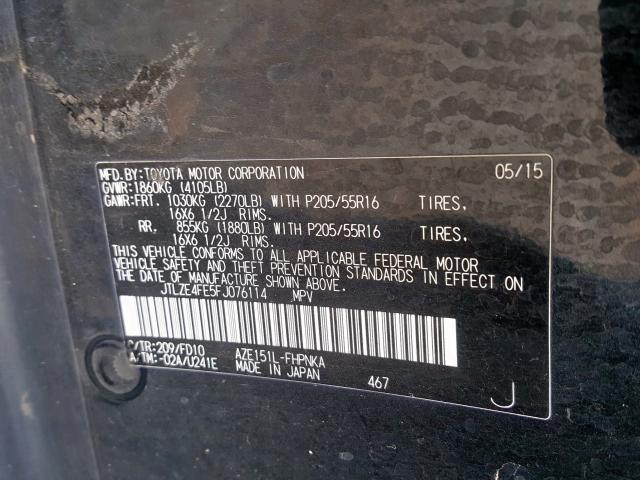 MFD.BY:TOYOTA MOTOR CORPORATION 05/15
GVWR:1860KG (4105LB)
GAWR:FRT. 1030KG (2270LB) WITH P205/55R16 TIRES,
16X6 1/2J RIMS.
RR. 855KG (1880LB) WITH P205/55R16 TIRES,
16X6 1/2J RIMS.
THIS VEHICLE CONFORMS TO ALL APPLICABLE FEDERAL MOTOR
VEHICLE SAFETY AND THEFT PREVENTION STANDARDS IN EFFECT ON
THE DATE OF MANUFACTURE SHOWN ABOVE.
JTLZE4FE5FJ076114 MPV
C/TR:209/FD10 AZE151L-FHPNKA
A/TM:-02A/U241E MADE IN JAPAN 467 J